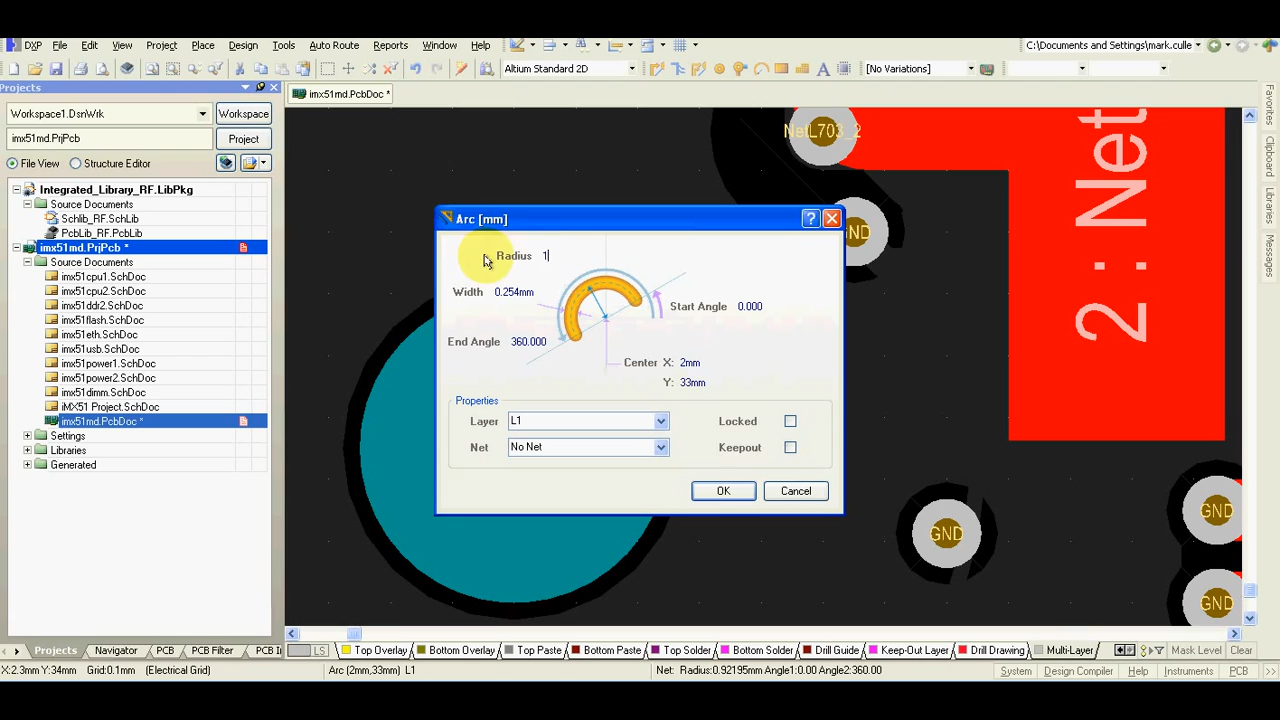 DXP File Edit View Project Place Design Tools Auto Route Reports Window Help C:\Documents and Settings\mark.culle
Altium Standard 2D [No Variations]
Projects
imx51md.PcbDoc *
Workspace1.DsnWrk Workspace
imx51md.PrjPcb Project
File View Structure Editor
Integrated_Library_RF.LibPkg
Source Documents
Schlib_RF.SchLib
PcbLib_RF.PcbLib
imx51md.PrjPcb *
Source Documents
imx51cpu1.SchDoc
imx51cpu2.SchDoc
imx51ddr2.SchDoc
imx51flash.SchDoc
imx51eth.SchDoc
imx51usb.SchDoc
imx51power1.SchDoc
imx51power2.SchDoc
imx51dimm.SchDoc
iMX51 Project.SchDoc
imx51md.PcbDoc *
Settings
Libraries
Generated
NetL703_2
ND
2 : Net
GND
GND
GND
Arc [mm]
Radius 1
Width 0.254mm
Start Angle 0.000
End Angle 360.000
Center X: 2mm
Y: 33mm
Properties
Layer L1 Locked
Net No Net Keepout
OK Cancel
Favorites
Clipboard
Libraries
Messages
Projects Navigator PCB PCB Filter PCB I
LS Top Overlay Bottom Overlay Top Paste Bottom Paste Top Solder Bottom Solder Drill Guide Keep-Out Layer Drill Drawing Multi-Layer Mask Level Clear
X:2.3mm Y:34mm Grid:0.1mm (Electrical Grid) Arc (2mm,33mm) L1 Net: Radius:0.92195mm Angle1:0.00 Angle2:360.00 System Design Compiler Help Instruments PCB >>